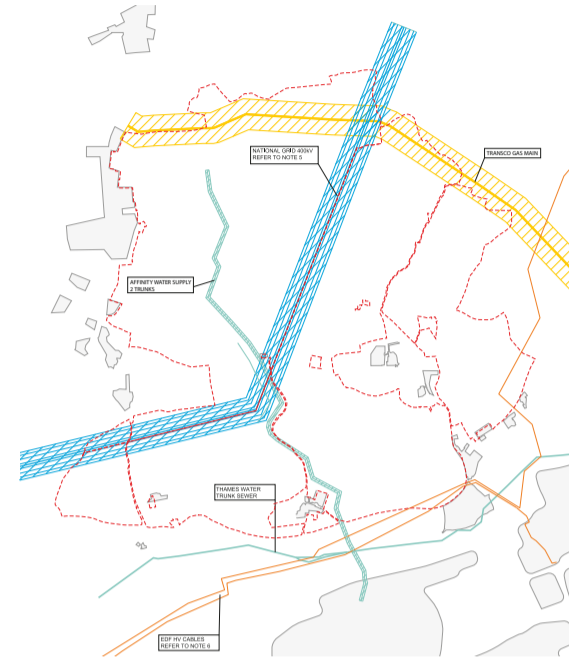 NATIONAL GRID 400kV
REFER TO NOTE 5
TRANSCO GAS MAIN
AFFINITY WATER SUPPLY
2 TRUNKS
THAMES WATER
TRUNK SEWER
EDF HV CABLES
REFER TO NOTE 6